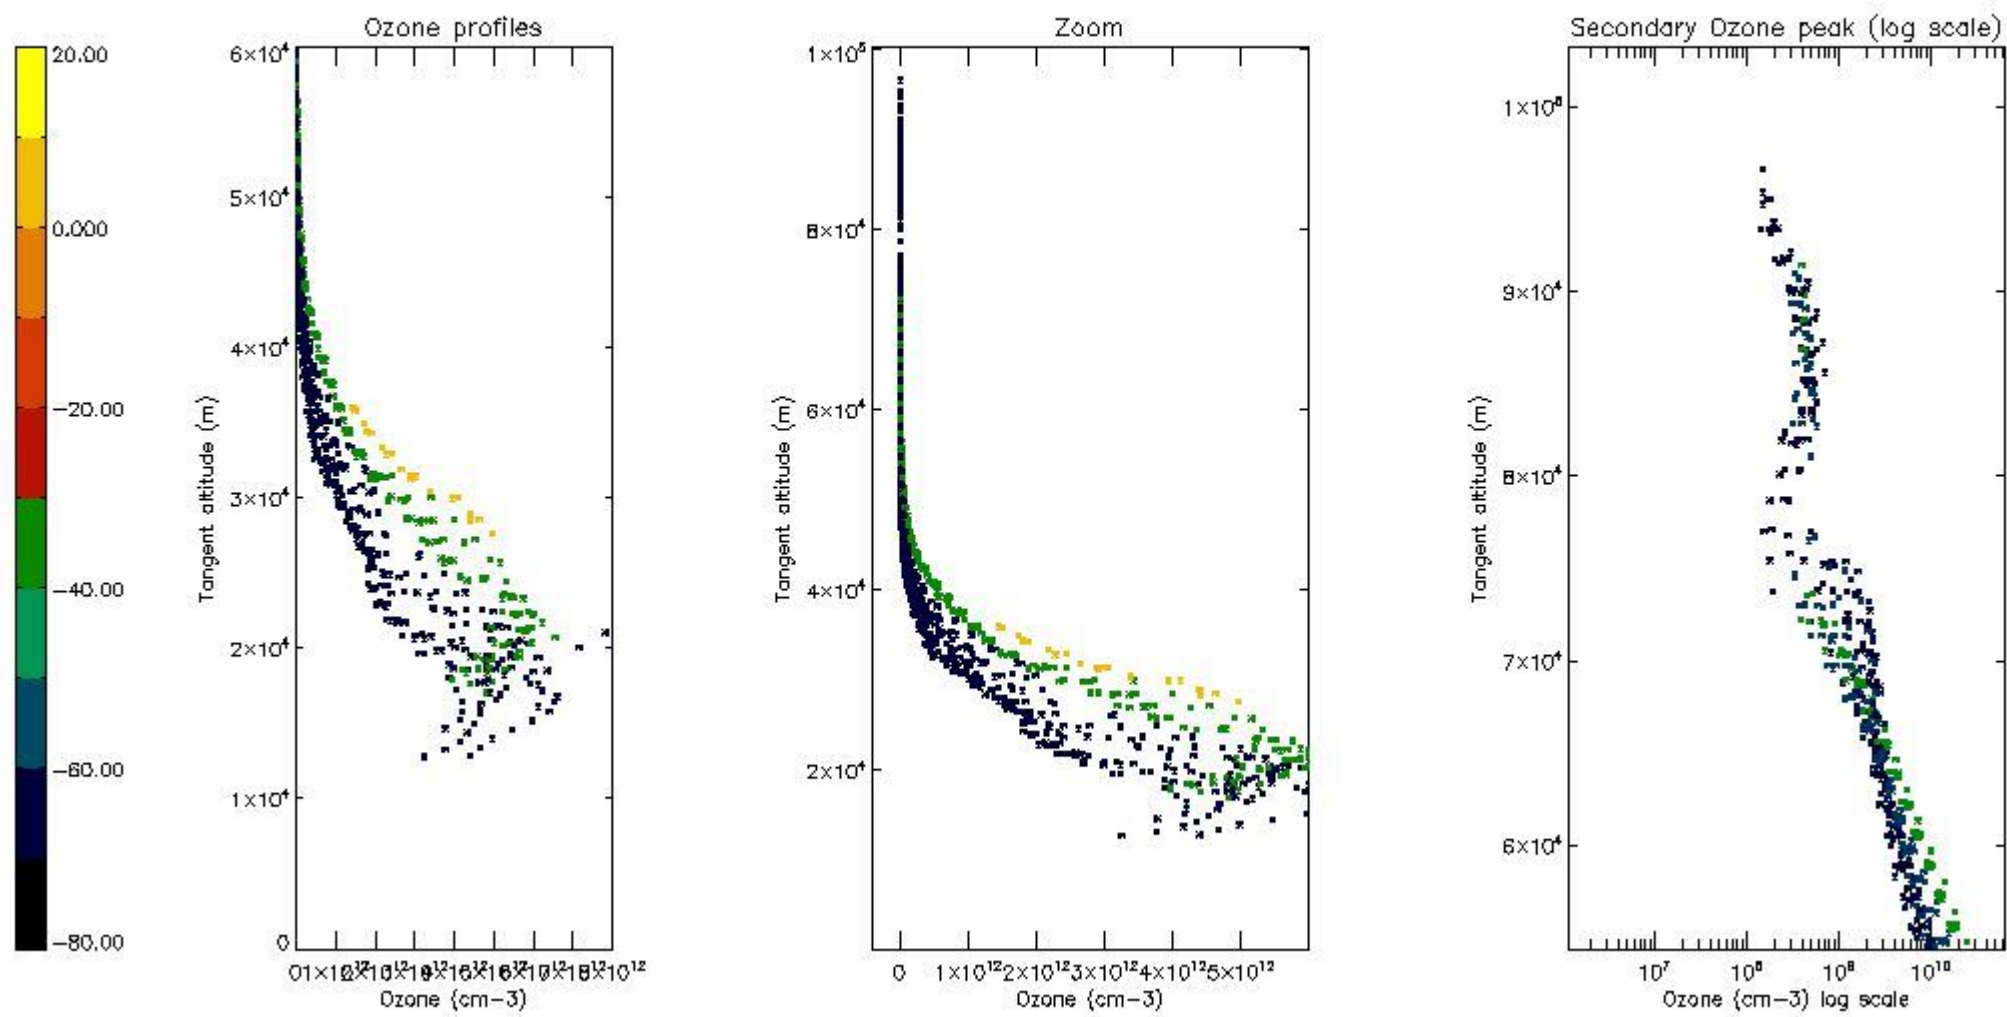 Ozone profiles
Zoom
Secondary Ozone peak (log scale)
20.00
0.000
−20.00
−40.00
−60.00
−80.00
6×10⁴
5×10⁴
4×10⁴
3×10⁴
2×10⁴
1×10⁴
0
Tangent altitude (m)
Ozone (cm−3)
1×10⁵
8×10⁴
6×10⁴
4×10⁴
2×10⁴
Tangent altitude (m)
0 1×10¹² 2×10¹² 3×10¹² 4×10¹² 5×10¹²
Ozone (cm−3)
9×10⁴
8×10⁴
7×10⁴
6×10⁴
Tangent altitude (m)
10⁷ 10⁸ 10⁹ 10¹⁰
Ozone (cm−3) log scale